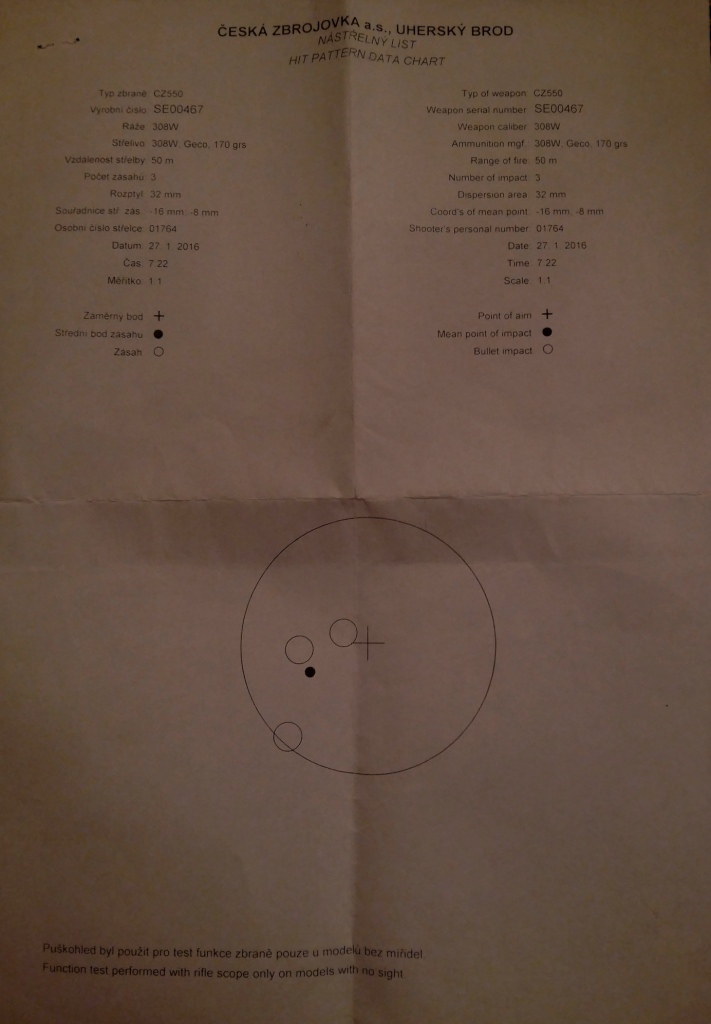 ČESKÁ ZBROJOVKA a.s., UHERSKÝ BROD
NÁSTŘELNÝ LIST
HIT PATTERN DATA CHART
Typ zbraně: CZ550
Výrobní číslo: SE00467
Ráže: 308W
Střelivo: 308W, Geco, 170 grs
Vzdálenost střelby: 50 m
Počet zásahů: 3
Rozptyl: 32 mm
Souřadnice stř. zás.: -16 mm, -8 mm
Osobní číslo střelce: 01764
Datum: 27. 1. 2016
Čas: 7:22
Měřítko: 1:1
Záměrný bod
Střední bod zásahu
Zásah
Typ of weapon: CZ550
Weapon serial number: SE00467
Weapon caliber: 308W
Ammunition mgf.: 308W, Geco, 170 grs
Range of fire: 50 m
Number of impact: 3
Dispersion area: 32 mm
Coord's of mean point: -16 mm, -8 mm
Shooter's personal number: 01764
Date: 27. 1. 2016
Time: 7:22
Scale: 1:1
Point of aim
Mean point of impact
Bullet impact
Puškohled byl použit pro test funkce zbraně pouze u modelů bez mířidel.
Function test performed with rifle scope only on models with no sight.